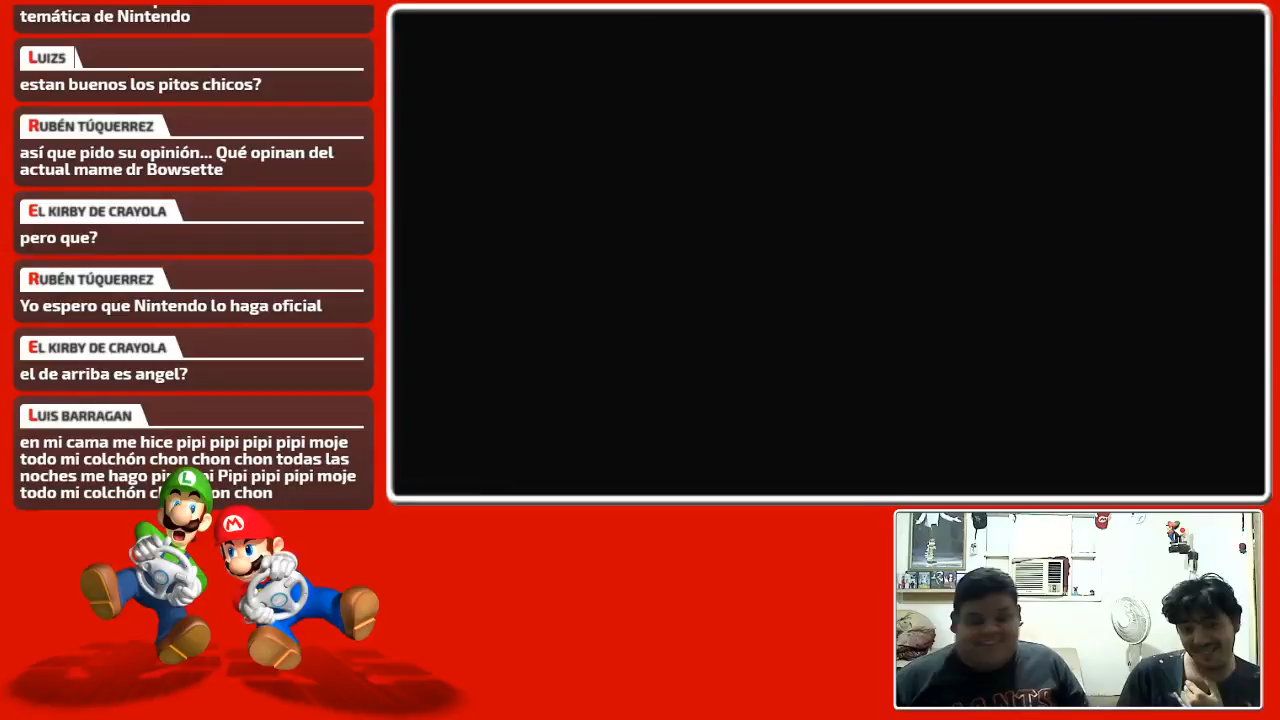 temática de Nintendo
LUIZ5
estan buenos los pitos chicos?
RUBÉN TÚQUERREZ
así que pido su opinión... Qué opinan del
actual mame dr Bowsette
EL KIRBY DE CRAYOLA
pero que?
RUBÉN TÚQUERREZ
Yo espero que Nintendo lo haga oficial
EL KIRBY DE CRAYOLA
el de arriba es angel?
LUIS BARRAGAN
en mi cama me hice pipi pipi pipi pipi moje
todo mi colchón chon chon chon todas las
noches me hago Pipi pipi pipi moje
todo mi colchón chon
L
M